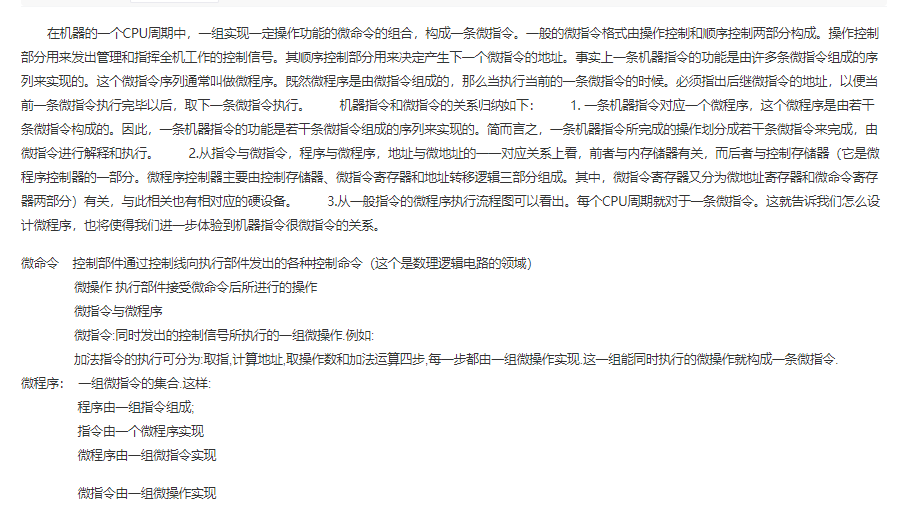 在机器的一个CPU周期中，一组实现一定操作功能的微命令的组合，构成一条微指令。一般的微指令格式由操作控制和顺序控制两部分构成。操作控制
部分用来发出管理和指挥全机工作的控制信号。其顺序控制部分用来决定产生下一个微指令的地址。事实上一条机器指令的功能是由许多条微指令组成的序
列来实现的。这个微指令序列通常叫做微程序。既然微程序是由微指令组成的，那么当执行当前的一条微指令的时候。必须指出后继微指令的地址，以便当
前一条微指令执行完毕以后，取下一条微指令执行。 机器指令和微指令的关系归纳如下： 1. 一条机器指令对应一个微程序，这个微程序是由若干
条微指令构成的。因此，一条机器指令的功能是若干条微指令组成的序列来实现的。简而言之，一条机器指令所完成的操作划分成若干条微指令来完成，由
微指令进行解释和执行。 2.从指令与微指令，程序与微程序，地址与微地址的一一对应关系上看，前者与内存储器有关，而后者与控制存储器（它是微
程序控制器的一部分。微程序控制器主要由控制存储器、微指令寄存器和地址转移逻辑三部分组成。其中，微指令寄存器又分为微地址寄存器和微命令寄存
器两部分）有关，与此相关也有相对应的硬设备。 3.从一般指令的微程序执行流程图可以看出。每个CPU周期就对于一条微指令。这就告诉我们怎么设
计微程序，也将使得我们进一步体验到机器指令很微指令的关系。
微命令 控制部件通过控制线向执行部件发出的各种控制命令（这个是数理逻辑电路的领域）
微操作 执行部件接受微命令后所进行的操作
微指令与微程序
微指令:同时发出的控制信号所执行的一组微操作.例如:
加法指令的执行可分为:取指,计算地址,取操作数和加法运算四步,每一步都由一组微操作实现.这一组能同时执行的微操作就构成一条微指令.
微程序： 一组微指令的集合.这样:
程序由一组指令组成;
指令由一个微程序实现
微程序由一组微指令实现
微指令由一组微操作实现